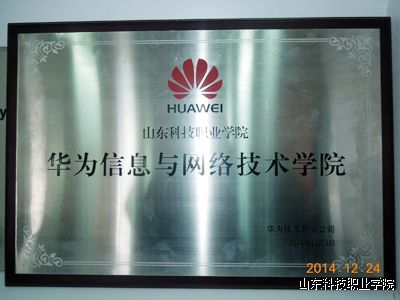 HUAWEI
山东科技职业学院
华为信息与网络技术学院
华为技术有限公司
2014.12.24
山东科技职业学院